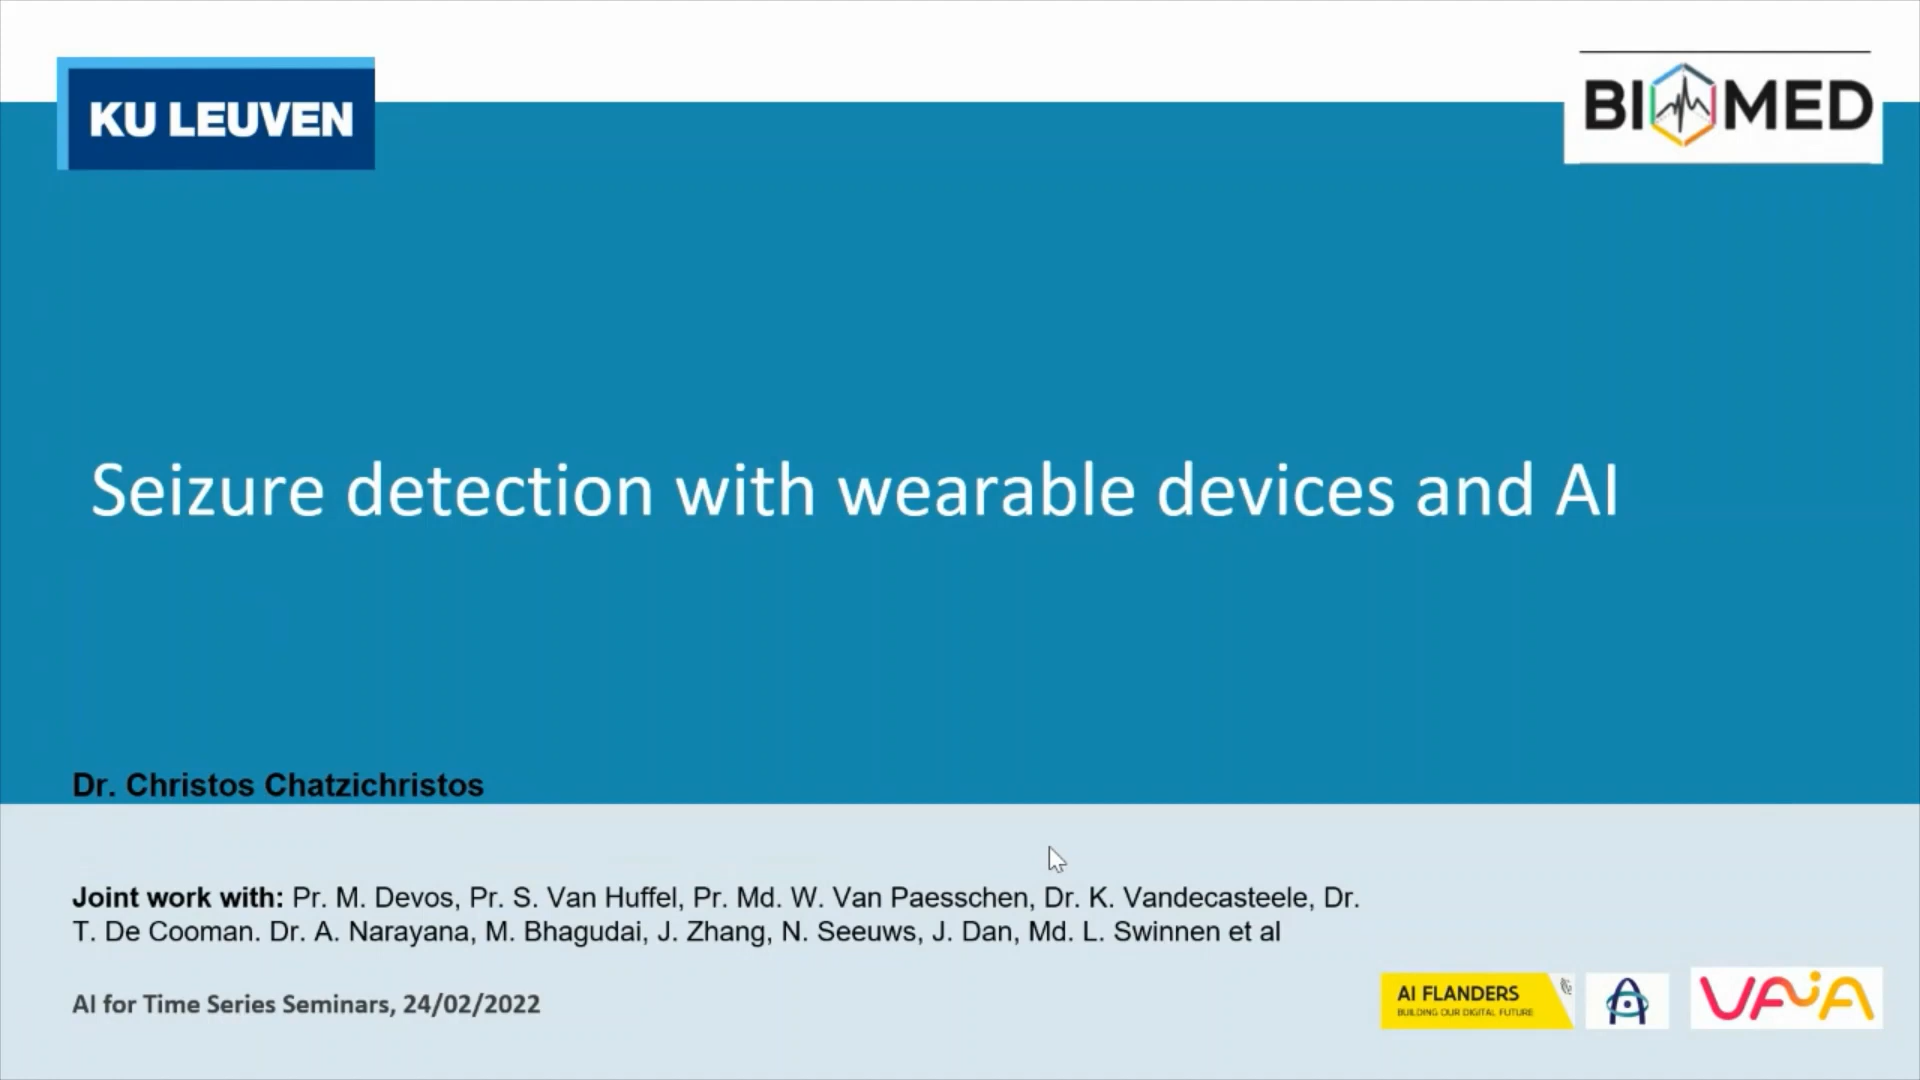 KU LEUVEN
BIOMED
Seizure detection with wearable devices and AI
Dr. Christos Chatzichristos
Joint work with: Pr. M. Devos, Pr. S. Van Huffel, Pr. Md. W. Van Paesschen, Dr. K. Vandecasteele, Dr.
T. De Cooman. Dr. A. Narayana, M. Bhagudai, J. Zhang, N. Seeuws, J. Dan, Md. L. Swinnen et al
AI for Time Series Seminars, 24/02/2022
AI FLANDERS
BUILDING OUR DIGITAL FUTURE
VAIA